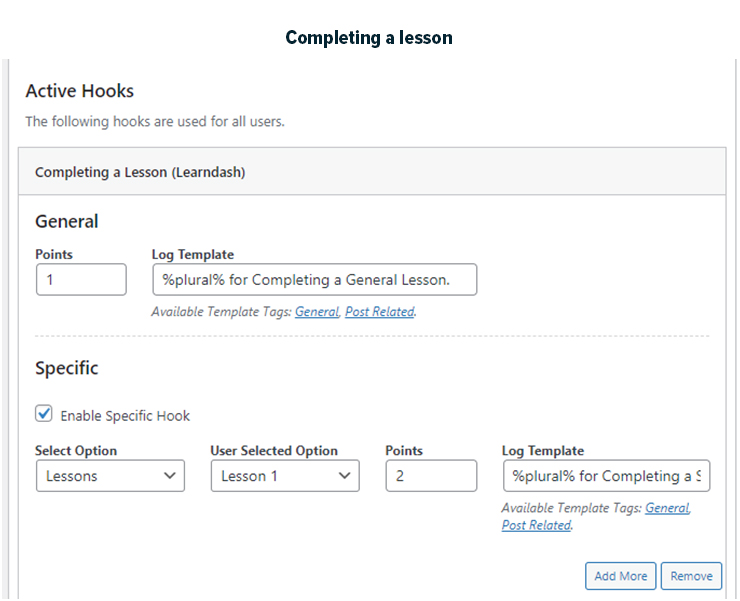 Completing a lesson
Active Hooks
The following hooks are used for all users.
Completing a Lesson (Learndash)
General
Points Log Template
1 %plural% for Completing a General Lesson.
Available Template Tags: General, Post Related.
Specific
Enable Specific Hook
Select Option User Selected Option Points Log Template
Lessons Lesson 1 2 %plural% for Completing a S
Available Template Tags: General,
Post Related.
Add More Remove